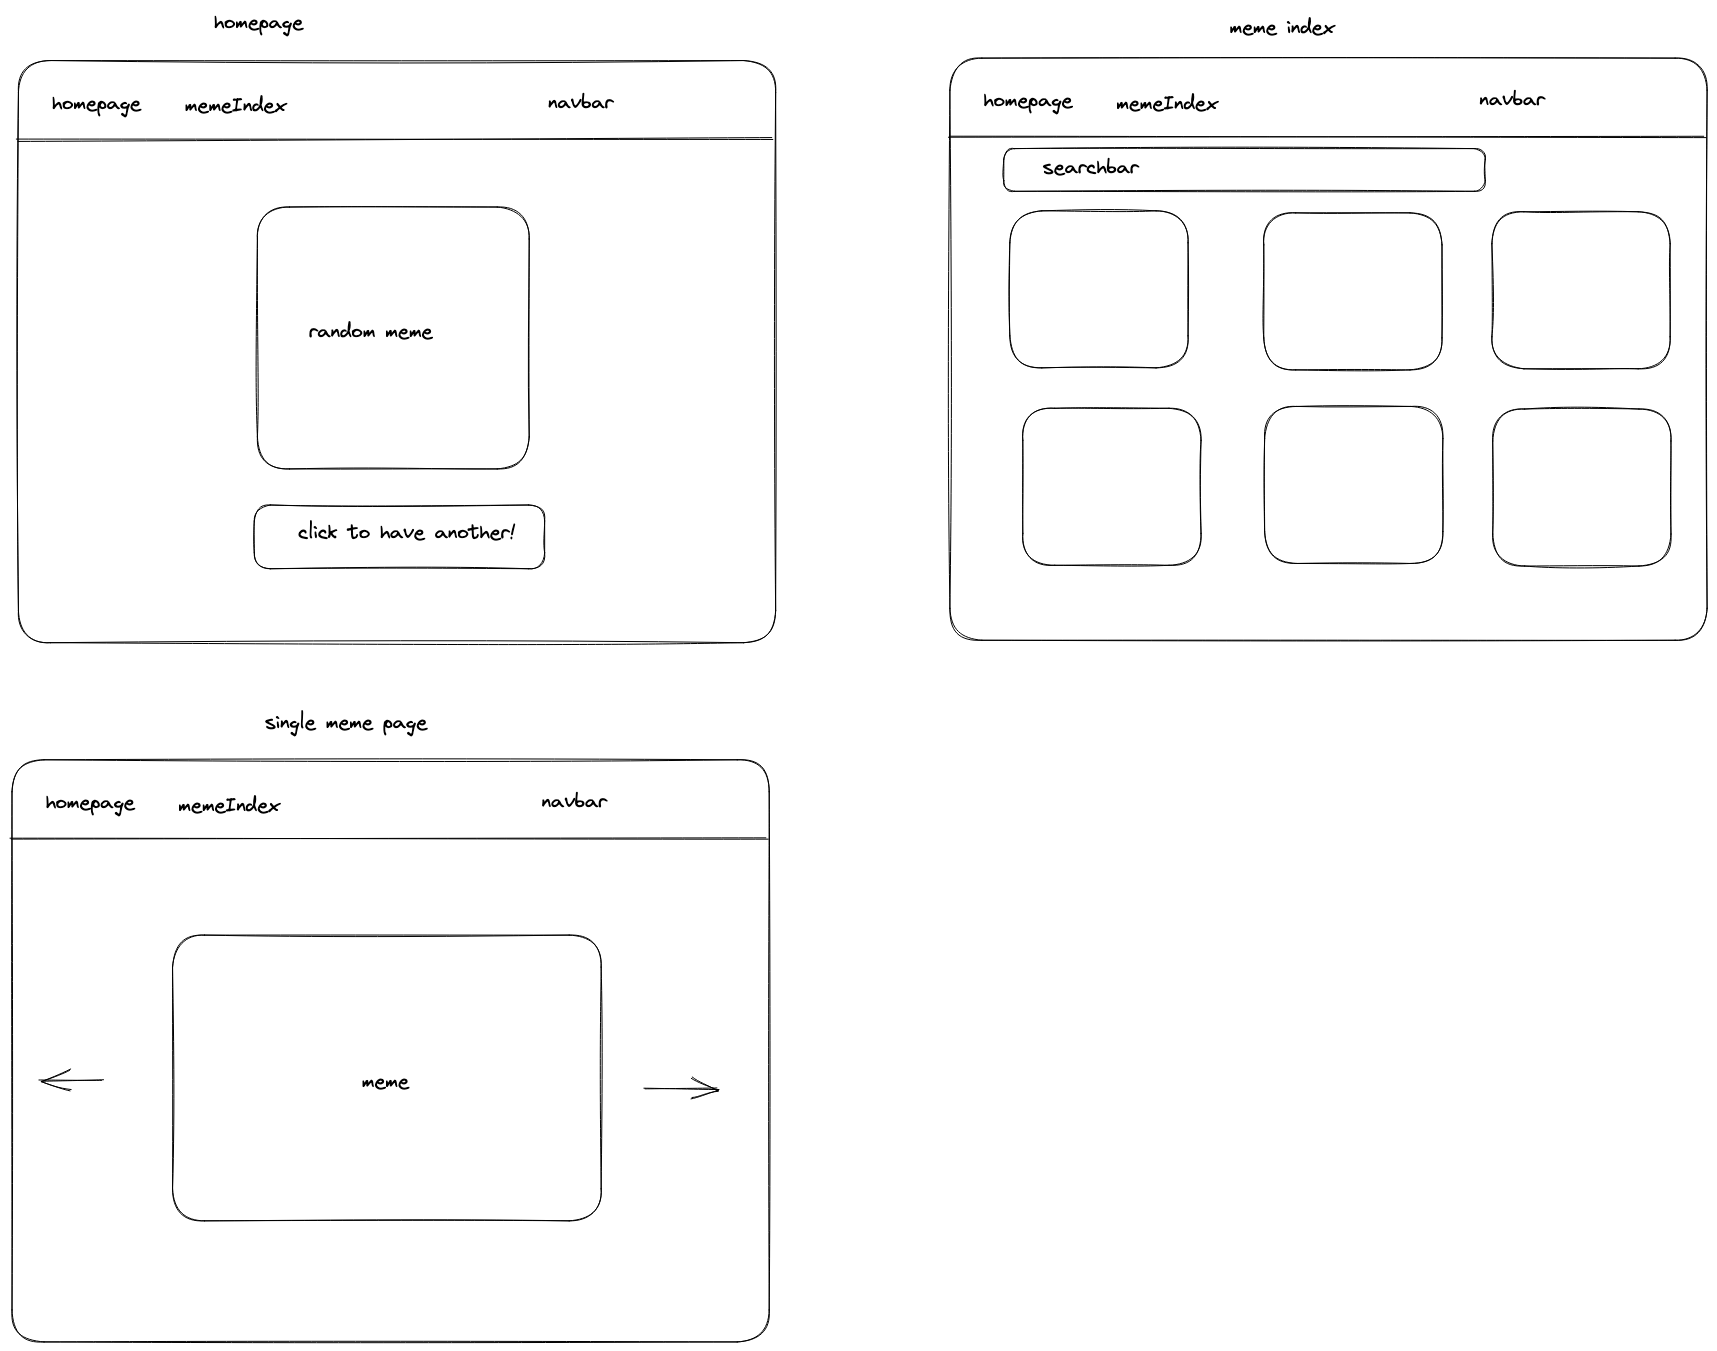 homepage
homepage memeIndex navbar
random meme
click to have another!
meme index
homepage memeIndex navbar
searchbar
single meme page
homepage memeIndex navbar
meme